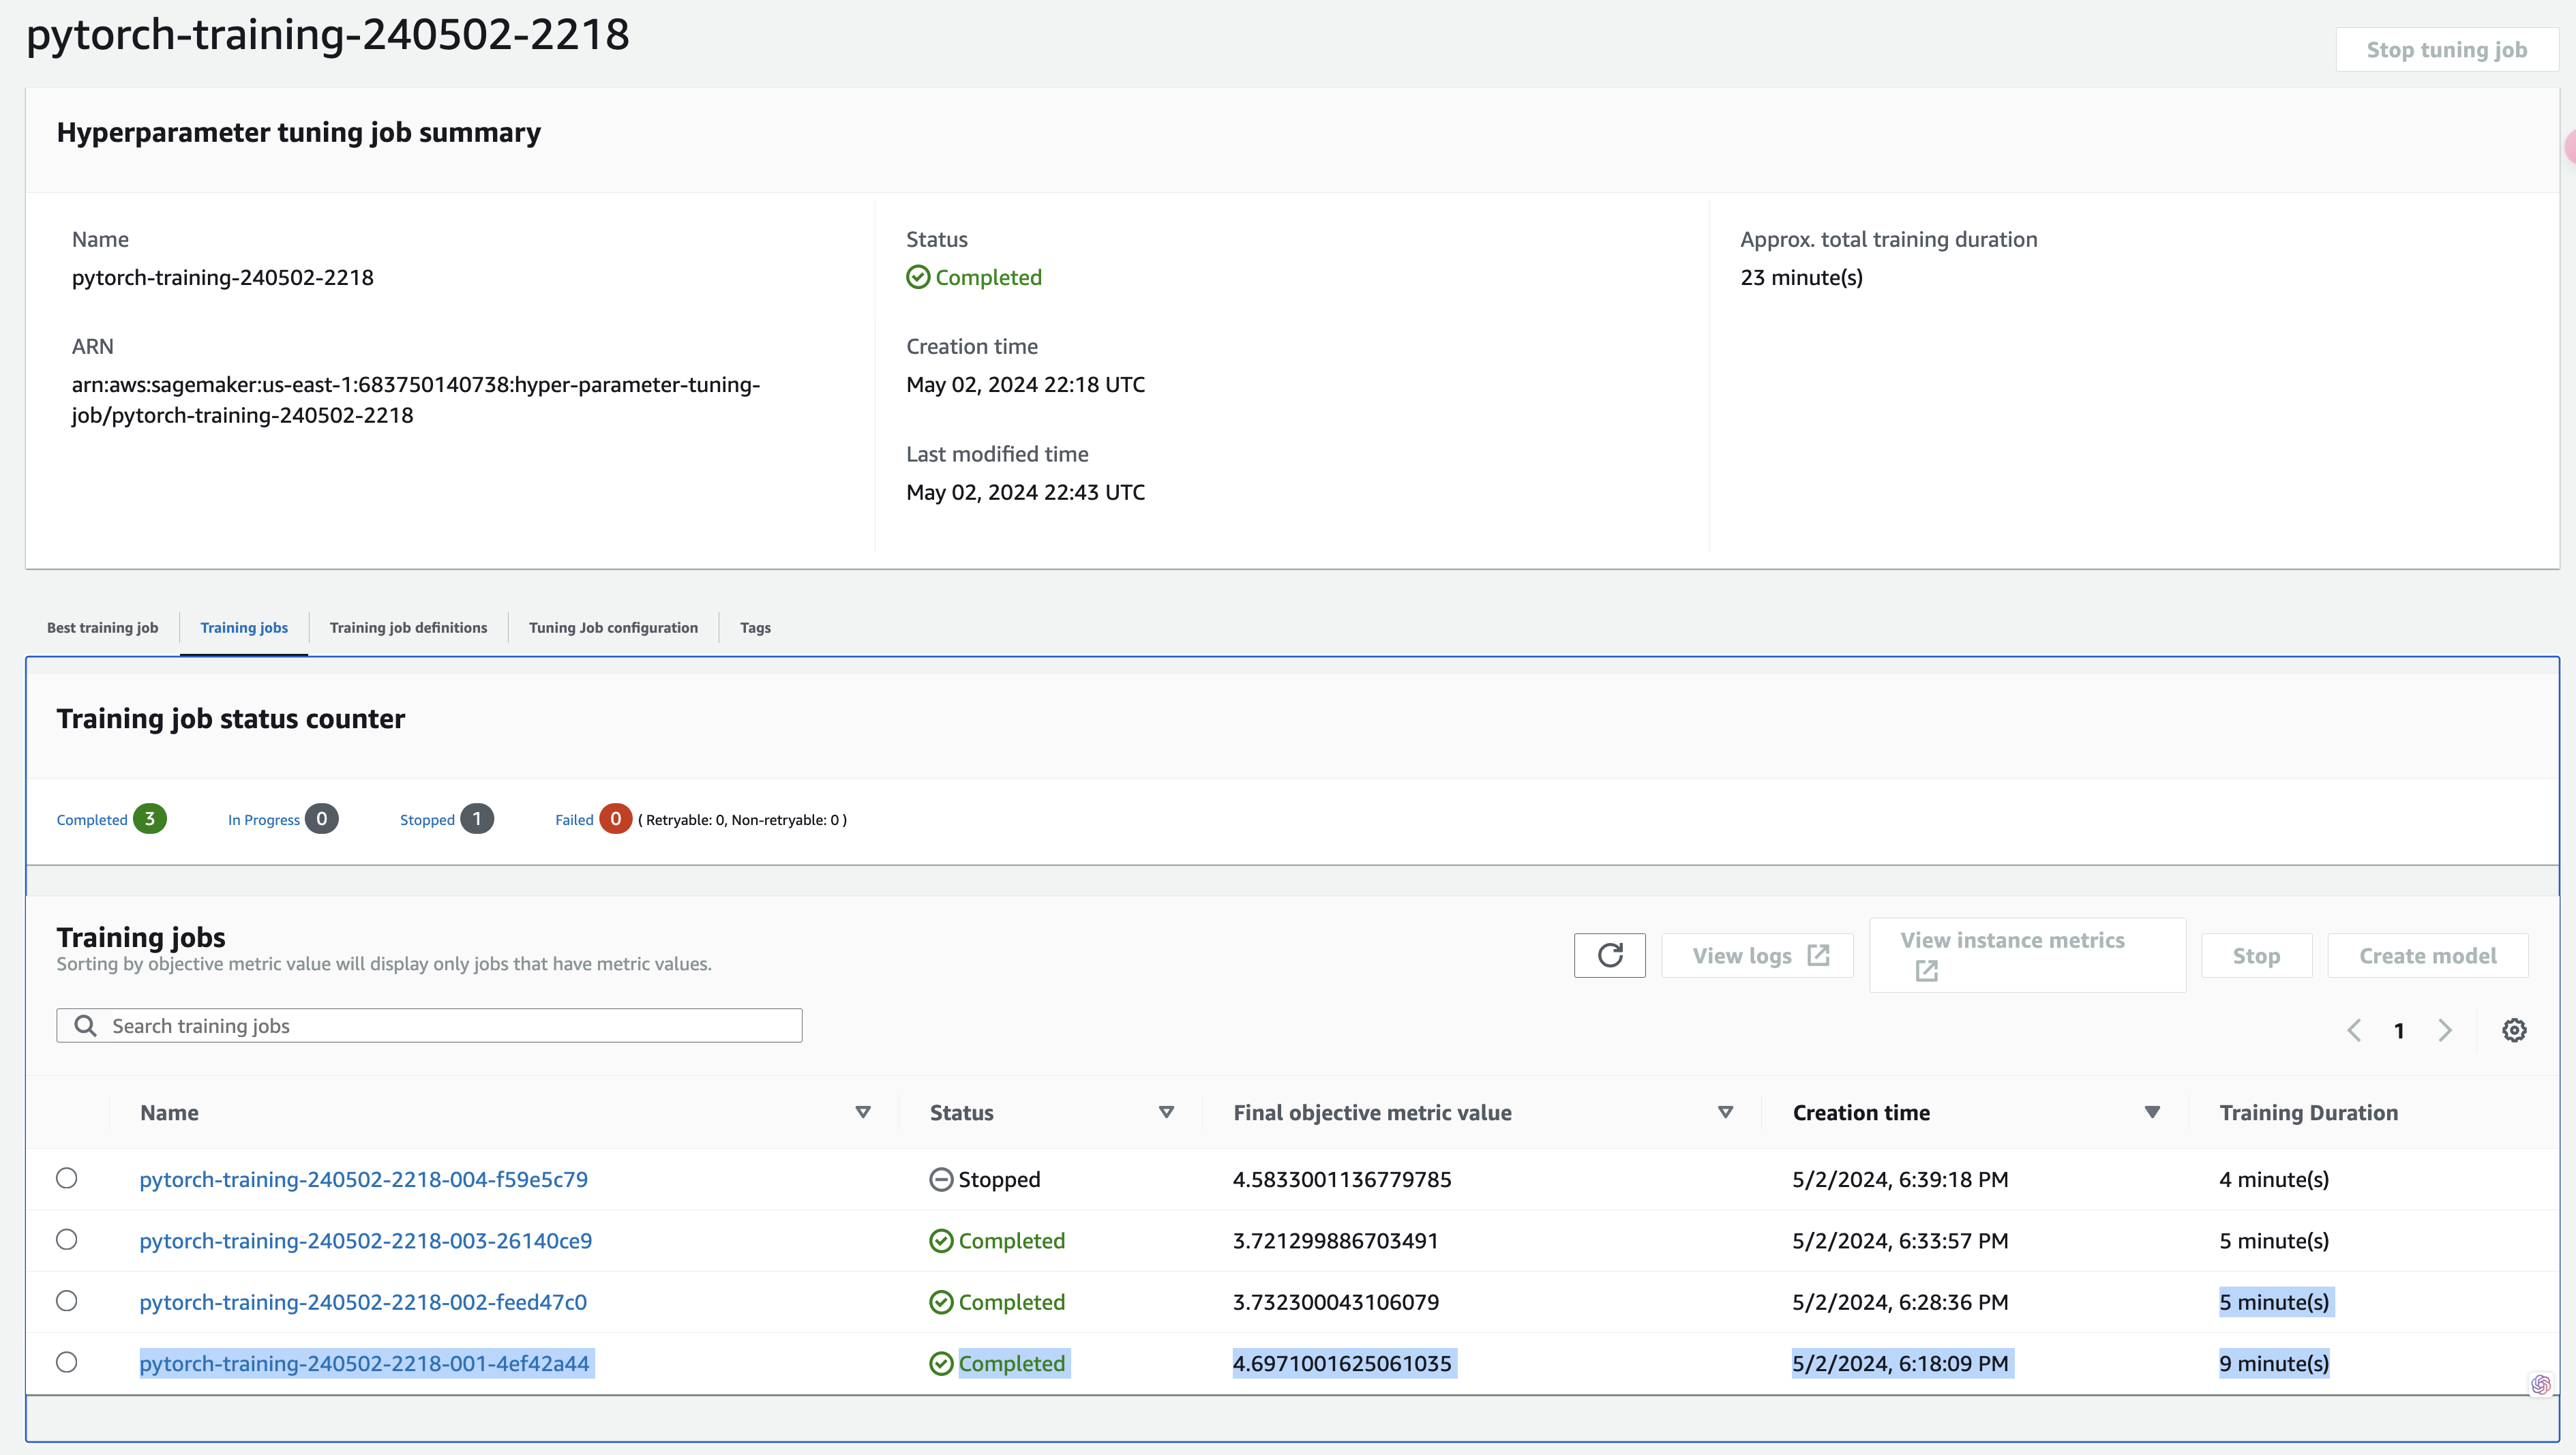 pytorch-training-240502-2218
Stop tuning job
Hyperparameter tuning job summary
Name
pytorch-training-240502-2218
ARN
arn:aws:sagemaker:us-east-1:683750140738:hyper-parameter-tuning-
job/pytorch-training-240502-2218
Status
Completed
Creation time
May 02, 2024 22:18 UTC
Last modified time
May 02, 2024 22:43 UTC
Approx. total training duration
23 minute(s)
Best training job Training jobs Training job definitions Tuning Job configuration Tags
Training job status counter
Completed 3 In Progress 0 Stopped 1 Failed 0 ( Retryable: 0, Non-retryable: 0 )
Training jobs
Sorting by objective metric value will display only jobs that have metric values.
View logs View instance metrics Stop Create model
Search training jobs
1
Name Status Final objective metric value Creation time Training Duration
pytorch-training-240502-2218-004-f59e5c79 Stopped 4.5833001136779785 5/2/2024, 6:39:18 PM 4 minute(s)
pytorch-training-240502-2218-003-26140ce9 Completed 3.721299886703491 5/2/2024, 6:33:57 PM 5 minute(s)
pytorch-training-240502-2218-002-feed47c0 Completed 3.732300043106079 5/2/2024, 6:28:36 PM 5 minute(s)
pytorch-training-240502-2218-001-4ef42a44 Completed 4.6971001625061035 5/2/2024, 6:18:09 PM 9 minute(s)